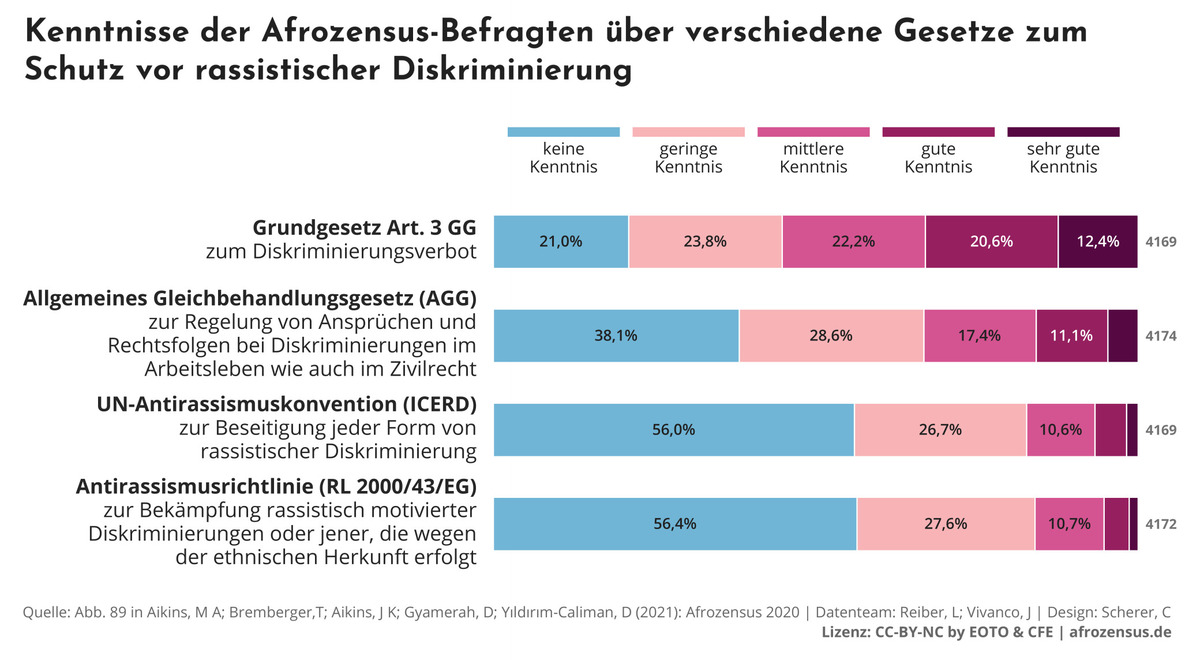 Kenntnisse der Afrozensus-Befragten über verschiedene Gesetze zum
Schutz vor rassistischer Diskriminierung
keine
Kenntnis
geringe
Kenntnis
mittlere
Kenntnis
gute
Kenntnis
sehr gute
Kenntnis
Grundgesetz Art. 3 GG
zum Diskriminierungsverbot
21,0% 23,8% 22,2% 20,6% 12,4% 4169
Allgemeines Gleichbehandlungsgesetz (AGG)
zur Regelung von Ansprüchen und
Rechtsfolgen bei Diskriminierungen im
Arbeitsleben wie auch im Zivilrecht
38,1% 28,6% 17,4% 11,1% 4174
UN-Antirassismuskonvention (ICERD)
zur Beseitigung jeder Form von
rassistischer Diskriminierung
56,0% 26,7% 10,6% 4169
Antirassismusrichtlinie (RL 2000/43/EG)
zur Bekämpfung rassistisch motivierter
Diskriminierungen oder jener, die wegen
der ethnischen Herkunft erfolgt
56,4% 27,6% 10,7% 4172
Quelle: Abb. 89 in Aikins, M A; Bremberger,T; Aikins, J K; Gyamerah, D; Yıldırım-Caliman, D (2021): Afrozensus 2020 | Datenteam: Reiber, L; Vivanco, J | Design: Scherer, C
Lizenz: CC-BY-NC by EOTO & CFE | afrozensus.de